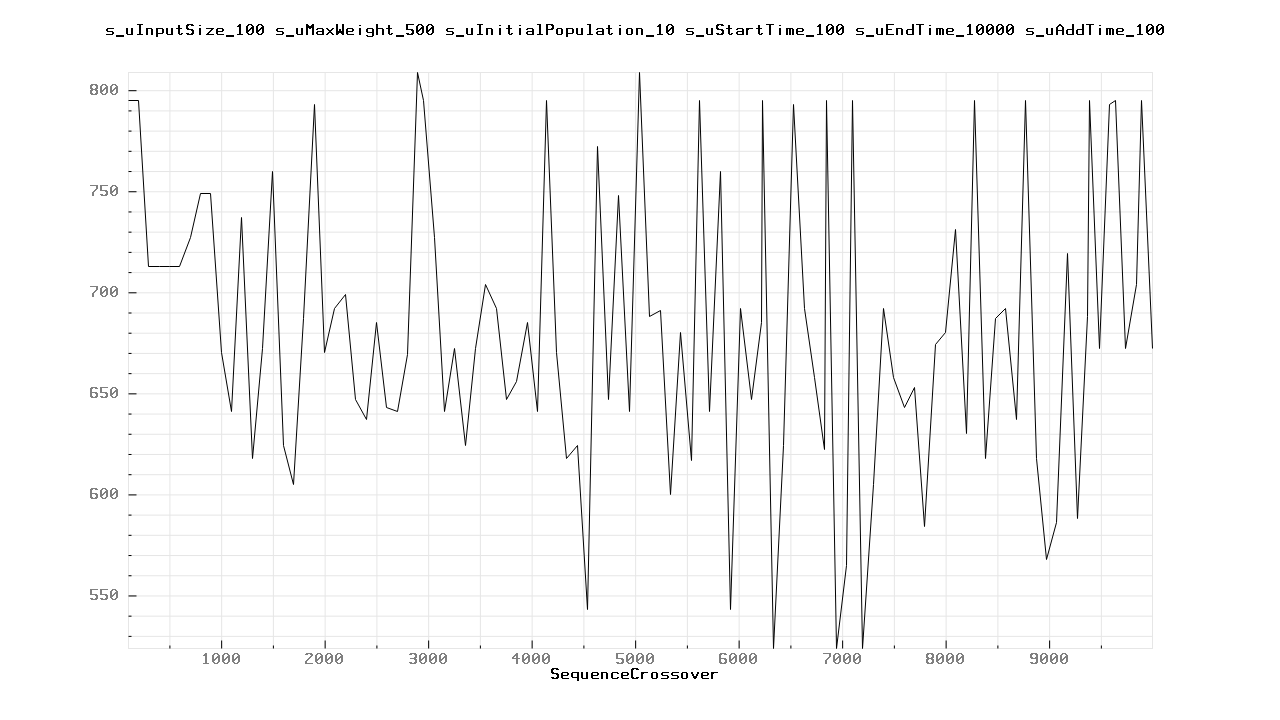 s_uInputSize_100 s_uMaxWeight_500 s_uInitialPopulation_10 s_uStartTime_100 s_uEndTime_10000 s_uAddTime_100
800
750
700
650
600
550
1000 2000 3000 4000 5000 6000 7000 8000 9000
SequenceCrossover